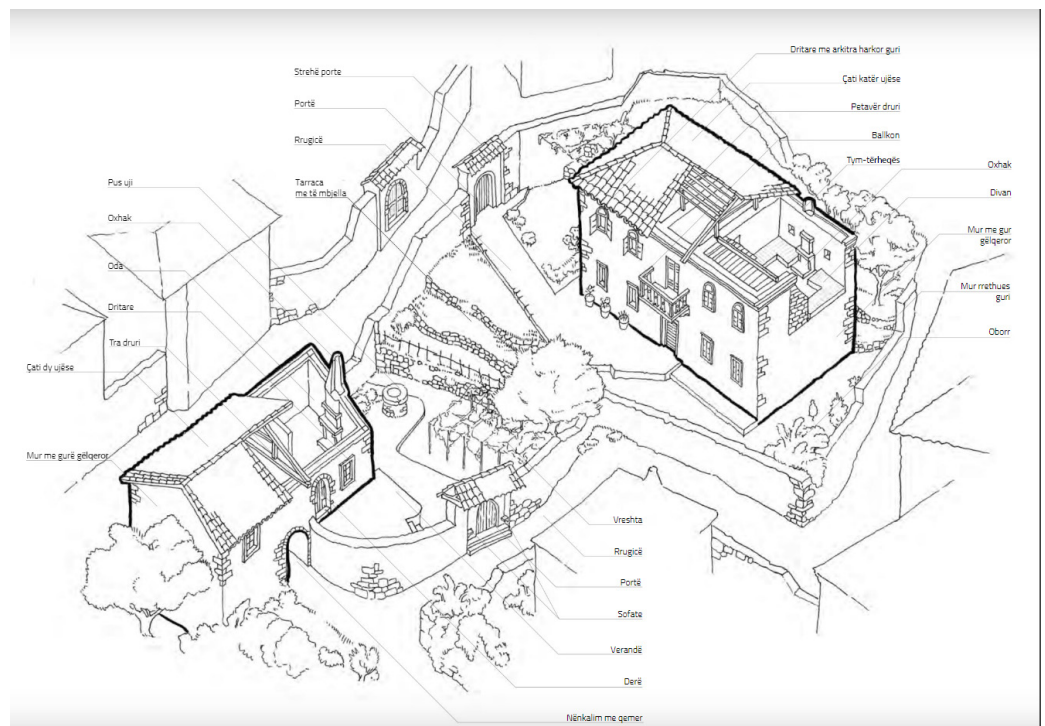 Strehë porte
Portë
Rrugicë
Tarraca
me të mbjella
Pus uji
Oxhak
Oda
Dritare
Tra druri
Çati dy ujëse
Mur me gurë gëlqeror
Dritare me arkitra harkor guri
Çati katër ujëse
Petavër druri
Ballkon
Tym-tërheqës
Oxhak
Divan
Mur me gur
gëlqeror
Mur rrethues
guri
Oborr
Vreshta
Rrugicë
Portë
Sofate
Verandë
Derë
Nënkalim me qemer